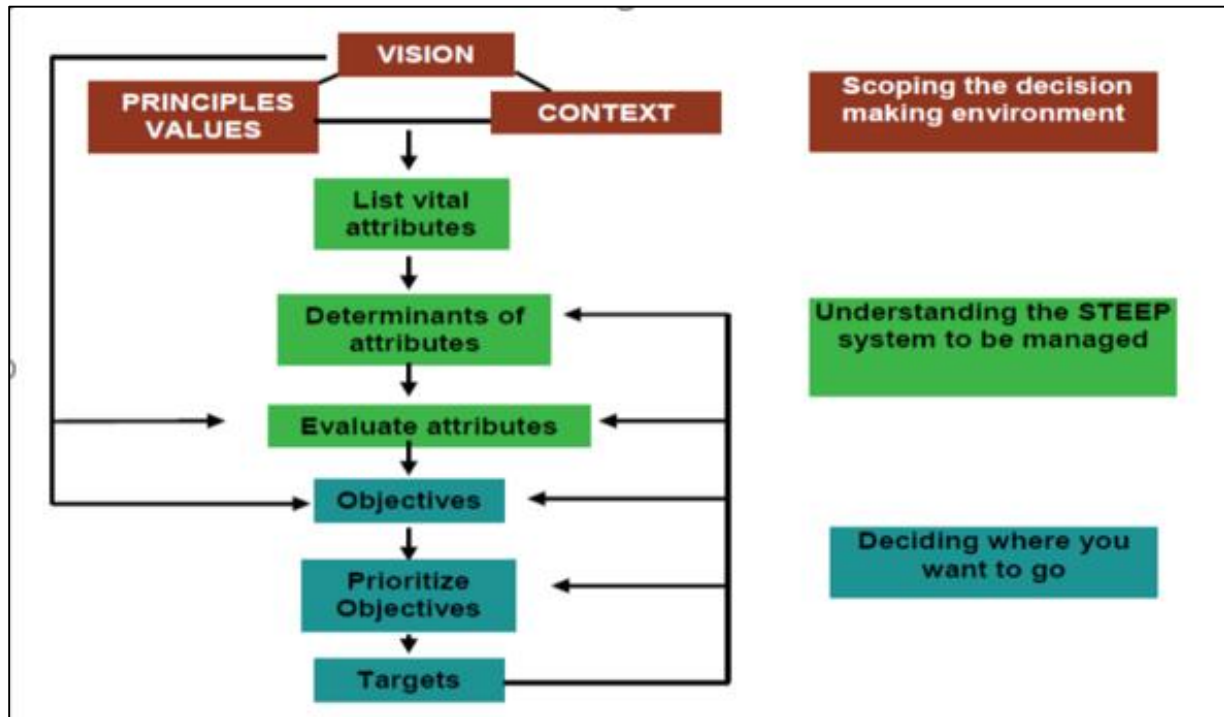 VISION
PRINCIPLES
VALUES
CONTEXT
Scoping the decision
making environment
List vital
attributes
Determinants of
attributes
Understanding the STEEP
system to be managed
Evaluate attributes
Objectives
Prioritize
Objectives
Deciding where you
want to go
Targets